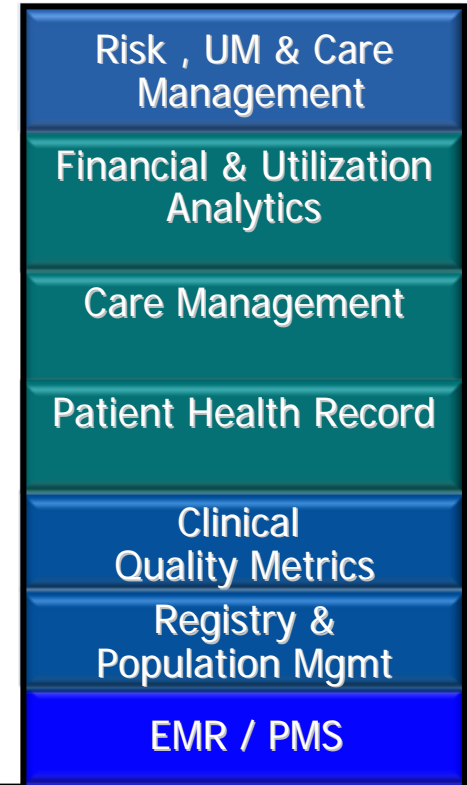 Risk , UM & Care
Management
Financial & Utilization
Analytics
Care Management
Patient Health Record
Clinical
Quality Metrics
Registry &
Population Mgmt
EMR / PMS